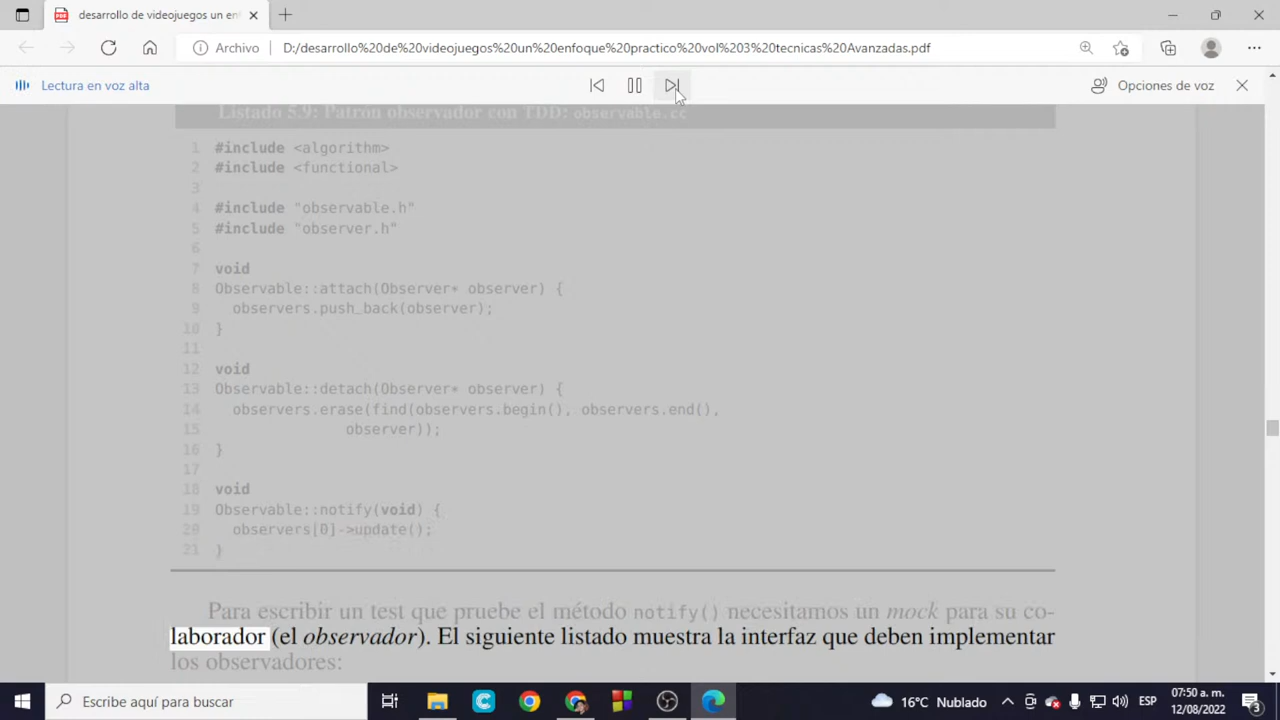 desarrollo de videojuegos un en
Archivo
D:/desarrollo%20de%20videojuegos%20un%20enfoque%20practico%20vol%203%20tecnicas%20Avanzadas.pdf
Lectura en voz alta
Opciones de voz
Listado 5.9: Patrón observador con TDD: observable.cc
1 #include <algorithm>
2 #include <functional>
3
4 #include "observable.h"
5 #include "observer.h"
6
7 void
8 Observable::attach(Observer* observer) {
9 observers.push_back(observer);
10 }
11
12 void
13 Observable::detach(Observer* observer) {
14 observers.erase(find(observers.begin(), observers.end(),
15 observer));
16 }
17
18 void
19 Observable::notify(void) {
20 observers[0]->update();
21 }
Para escribir un test que pruebe el método notify() necesitamos un mock para su co-
laborador (el observador). El siguiente listado muestra la interfaz que deben implementar
los observadores:
Escribe aquí para buscar
16°C Nublado
ESP
07:50 a. m.
12/08/2022
3